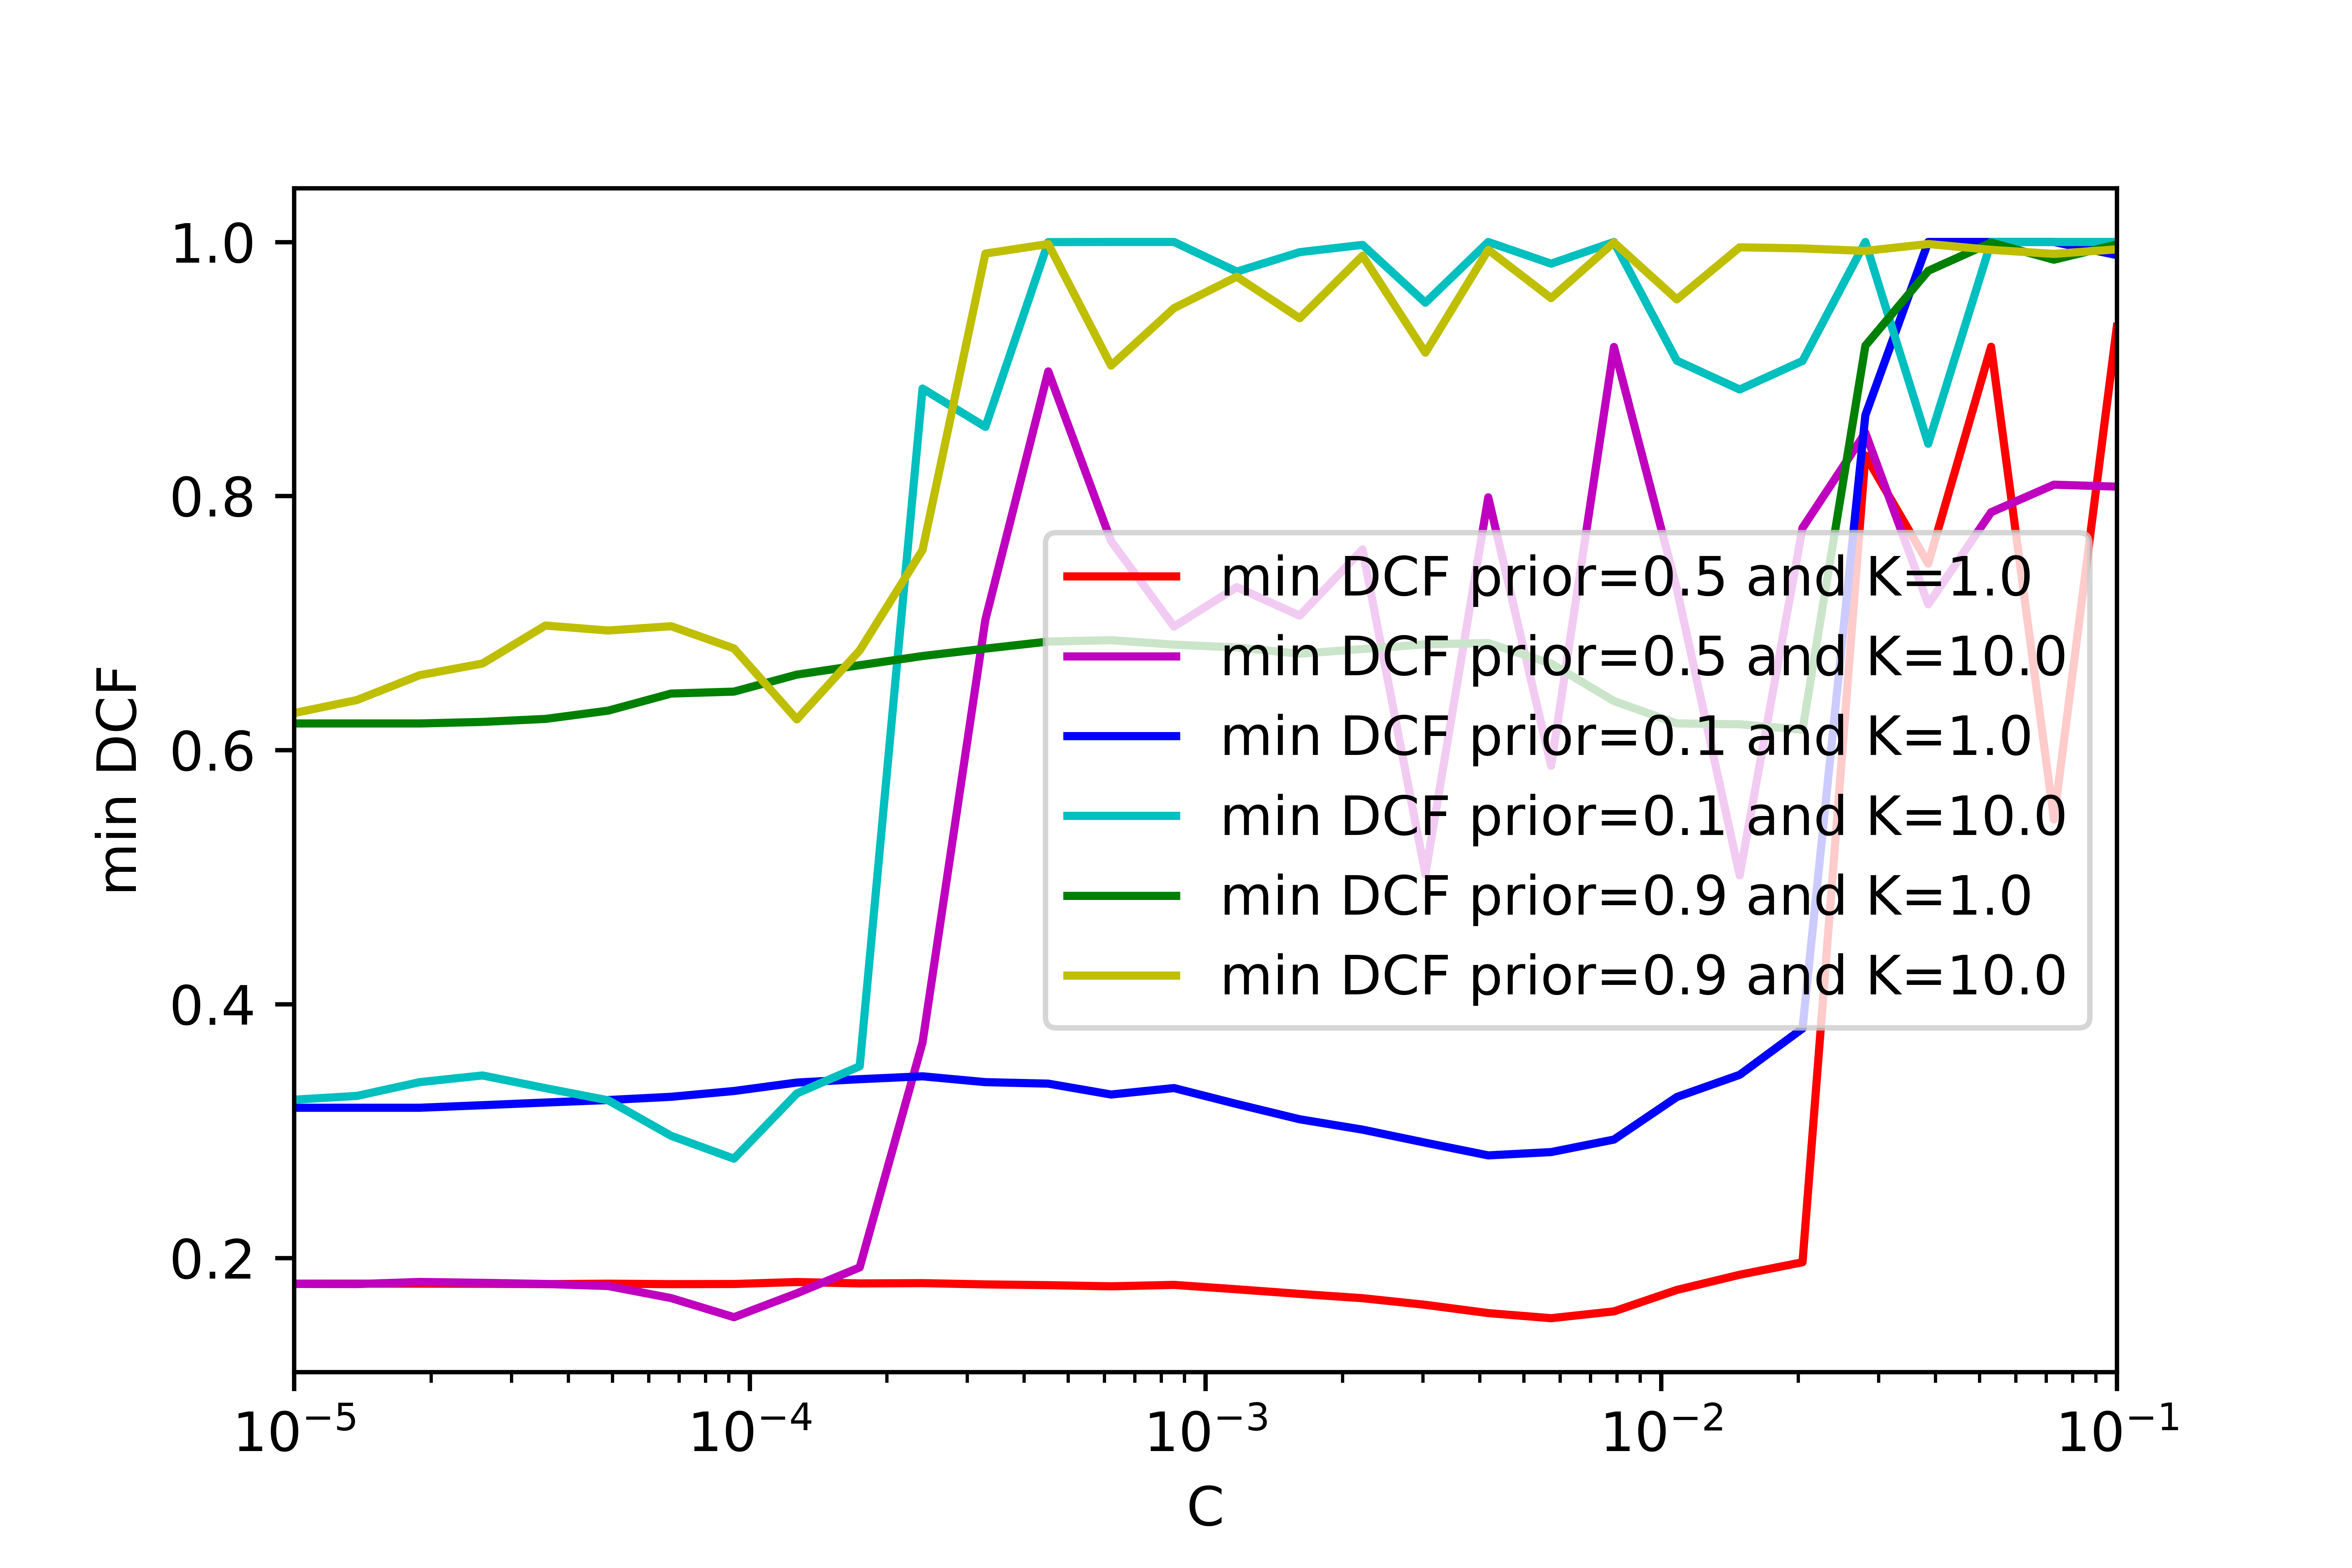 1.0
0.8
0.6
0.4
0.2
min DCF
min DCF prior=0.5 and K=1.0
min DCF prior=0.5 and K=10.0
min DCF prior=0.1 and K=1.0
min DCF prior=0.1 and K=10.0
min DCF prior=0.9 and K=1.0
min DCF prior=0.9 and K=10.0
10⁻⁵ 10⁻⁴ 10⁻³ 10⁻² 10⁻¹
C